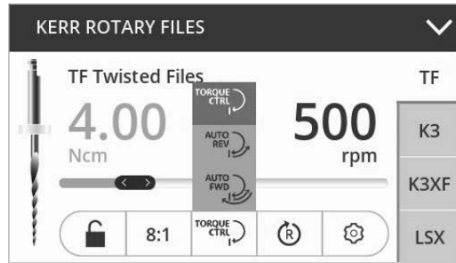 KERR ROTARY FILES
TF Twisted Files
TF
K3
K3XF
LSX
4.00
Ncm
500
rpm
TORQUE
CTRL
AUTO
REV
AUTO
FWD
8:1
TORQUE
CTRL
R